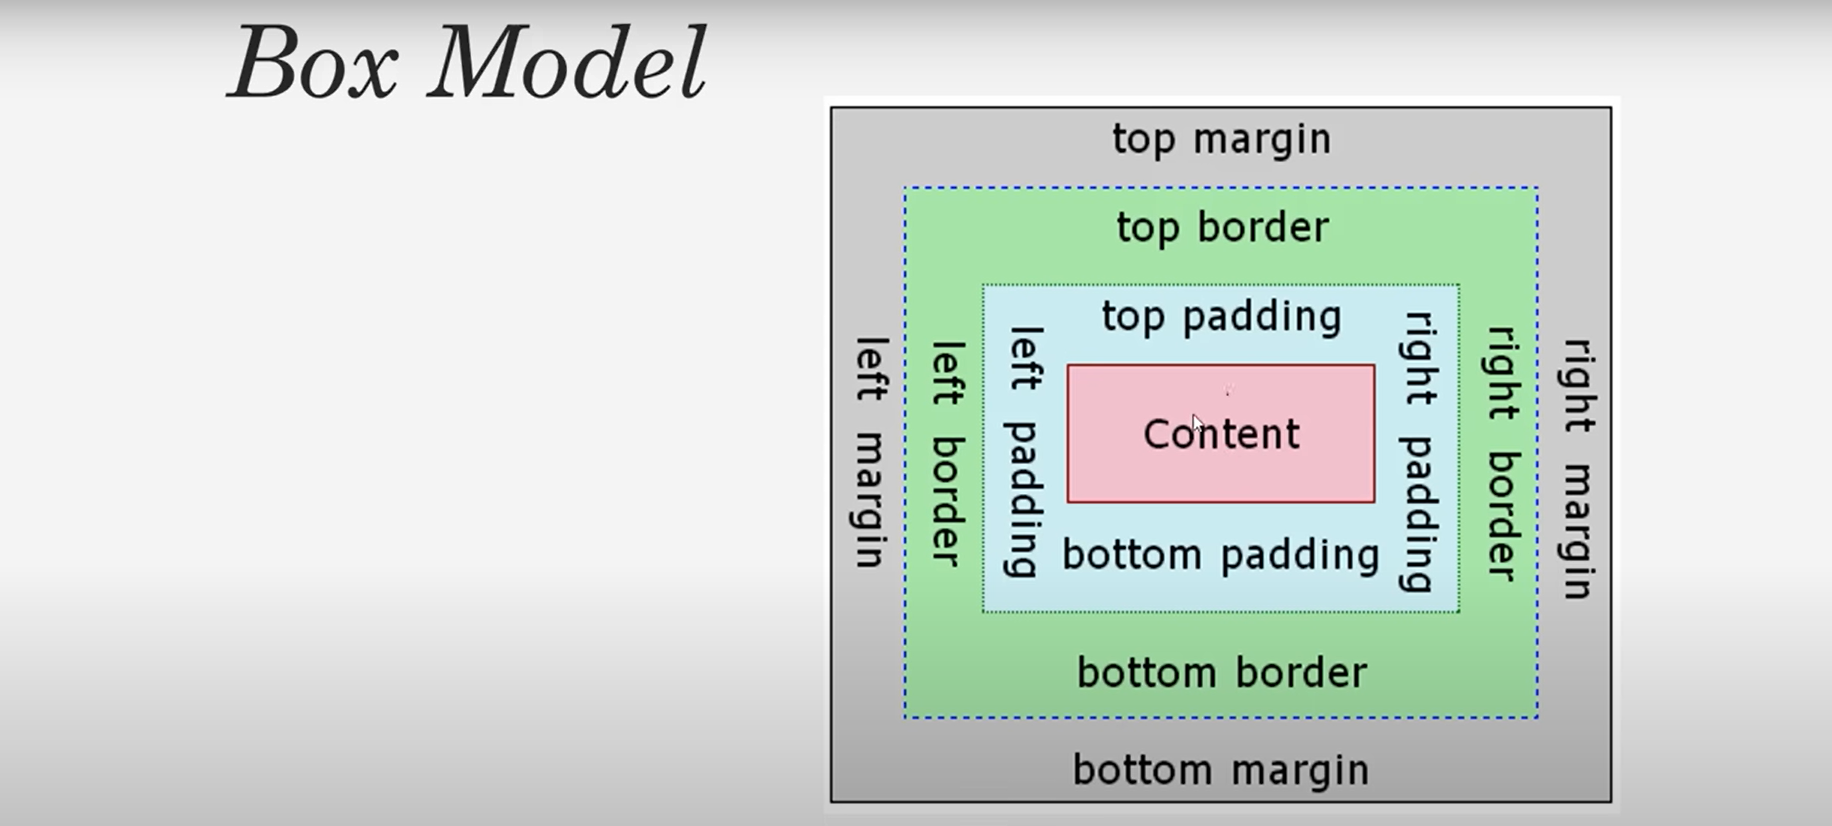 Box Model
top margin
top border
top padding
left margin
left border
left padding
Content
right padding
right border
right margin
bottom padding
bottom border
bottom margin